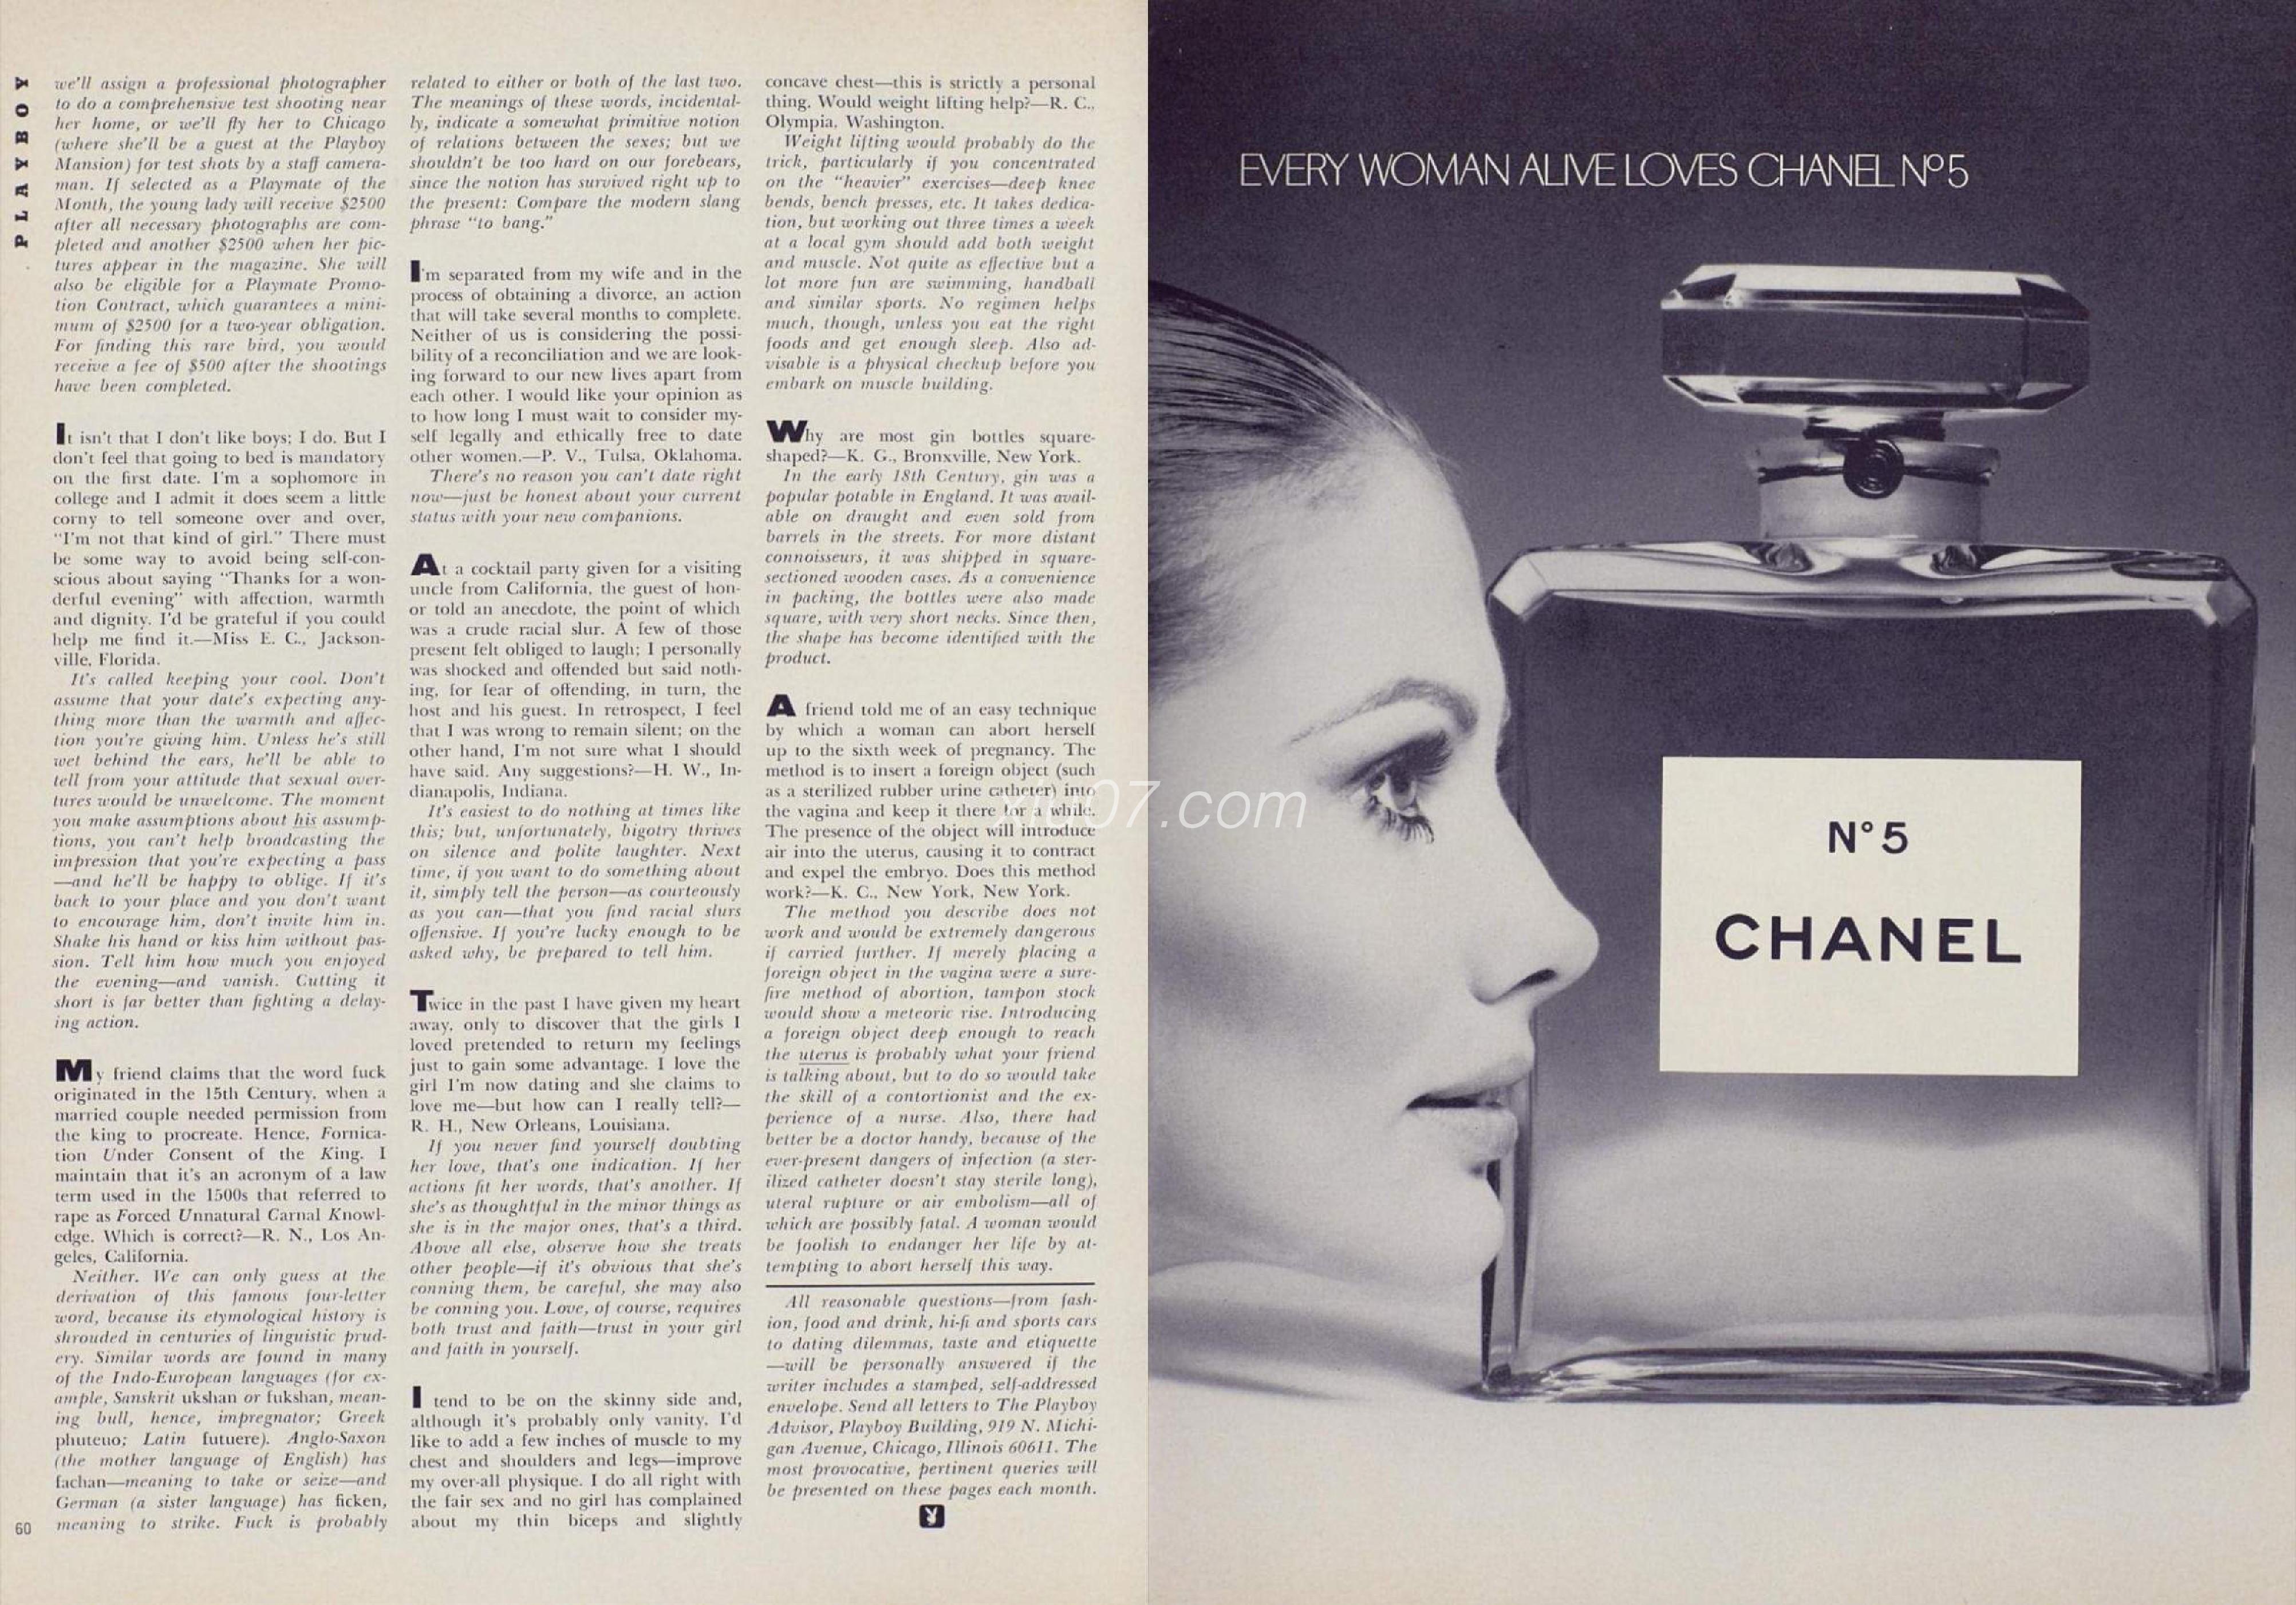 PLAYBOY
we'll assign a professional photographer
to do a comprehensive test shooting near
her home, or we'll fly her to Chicago
(where she'll be a guest at the Playboy
Mansion) for test shots by a staff camera-
man. If selected as a Playmate of the
Month, the young lady will receive $2500
after all necessary photographs are com-
pleted and another $2500 when her pic-
tures appear in the magazine. She will
also be eligible for a Playmate Promo-
tion Contract, which guarantees a mini-
mum of $2500 for a two-year obligation.
For finding this rare bird, you would
receive a fee of $500 after the shootings
have been completed.
It isn't that I don't like boys; I do. But I
don't feel that going to bed is mandatory
on the first date. I'm a sophomore in
college and I admit it does seem a little
corny to tell someone over and over,
"I'm not that kind of girl." There must
be some way to avoid being self-con-
scious about saying "Thanks for a won-
derful evening" with affection, warmth
and dignity. I'd be grateful if you could
help me find it.—Miss E. C., Jackson-
ville, Florida.
It's called keeping your cool. Don't
assume that your date's expecting any-
thing more than the warmth and affec-
tion you're giving him. Unless he's still
wet behind the ears, he'll be able to
tell from your attitude that sexual over-
tures would be unwelcome. The moment
you make assumptions about his assump-
tions, you can't help broadcasting the
impression that you're expecting a pass
—and he'll be happy to oblige. If it's
back to your place and you don't want
to encourage him, don't invite him in.
Shake his hand or kiss him without pas-
sion. Tell him how much you enjoyed
the evening—and vanish. Cutting it
short is far better than fighting a delay-
ing action.
My friend claims that the word fuck
originated in the 15th Century, when a
married couple needed permission from
the king to procreate. Hence, Fornica-
tion Under Consent of the King. I
maintain that it's an acronym of a law
term used in the 1500s that referred to
rape as Forced Unnatural Carnal Knowl-
edge. Which is correct?—R. N., Los An-
geles, California.
Neither. We can only guess at the
derivation of this famous four-letter
word, because its etymological history is
shrouded in centuries of linguistic prud-
ery. Similar words are found in many
of the Indo-European languages (for ex-
ample, Sanskrit ukshan or fukshan, mean-
ing bull, hence, impregnator; Greek
phuteuo; Latin futuere). Anglo-Saxon
(the mother language of English) has
fachan—meaning to take or seize—and
German (a sister language) has ficken,
meaning to strike. Fuck is probably
60
related to either or both of the last two.
The meanings of these words, incidental-
ly, indicate a somewhat primitive notion
of relations between the sexes; but we
shouldn't be too hard on our forebears,
since the notion has survived right up to
the present: Compare the modern slang
phrase "to bang."
I'm separated from my wife and in the
process of obtaining a divorce, an action
that will take several months to complete.
Neither of us is considering the possi-
bility of a reconciliation and we are look-
ing forward to our new lives apart from
each other. I would like your opinion as
to how long I must wait to consider my-
self legally and ethically free to date
other women.—P. V., Tulsa, Oklahoma.
There's no reason you can't date right
now—just be honest about your current
status with your new companions.
At a cocktail party given for a visiting
uncle from California, the guest of hon-
or told an anecdote, the point of which
was a crude racial slur. A few of those
present felt obliged to laugh; I personally
was shocked and offended but said noth-
ing, for fear of offending, in turn, the
host and his guest. In retrospect, I feel
that I was wrong to remain silent; on the
other hand, I'm not sure what I should
have said. Any suggestions?—H. W., In-
dianapolis, Indiana.
It's easiest to do nothing at times like
this; but, unfortunately, bigotry thrives
on silence and polite laughter. Next
time, if you want to do something about
it, simply tell the person—as courteously
as you can—that you find racial slurs
offensive. If you're lucky enough to be
asked why, be prepared to tell him.
Twice in the past I have given my heart
away, only to discover that the girls I
loved pretended to return my feelings
just to gain some advantage. I love the
girl I'm now dating and she claims to
love me—but how can I really tell?—
R. H., New Orleans, Louisiana.
If you never find yourself doubting
her love, that's one indication. If her
actions fit her words, that's another. If
she's as thoughtful in the minor things as
she is in the major ones, that's a third.
Above all else, observe how she treats
other people—if it's obvious that she's
conning them, be careful, she may also
be conning you. Love, of course, requires
both trust and faith—trust in your girl
and faith in yourself.
I tend to be on the skinny side and,
although it's probably only vanity, I'd
like to add a few inches of muscle to my
chest and shoulders and legs—improve
my over-all physique. I do all right with
the fair sex and no girl has complained
about my thin biceps and slightly
concave chest—this is strictly a personal
thing. Would weight lifting help?—R. C.,
Olympia, Washington.
Weight lifting would probably do the
trick, particularly if you concentrated
on the "heavier" exercises—deep knee
bends, bench presses, etc. It takes dedica-
tion, but working out three times a week
at a local gym should add both weight
and muscle. Not quite as effective but a
lot more fun are swimming, handball
and similar sports. No regimen helps
much, though, unless you eat the right
foods and get enough sleep. Also ad-
visable is a physical checkup before you
embark on muscle building.
Why are most gin bottles square-
shaped?—K. G., Bronxville, New York.
In the early 18th Century, gin was a
popular potable in England. It was avail-
able on draught and even sold from
barrels in the streets. For more distant
connoisseurs, it was shipped in square-
sectioned wooden cases. As a convenience
in packing, the bottles were also made
square, with very short necks. Since then,
the shape has become identified with the
product.
A friend told me of an easy technique
by which a woman can abort herself
up to the sixth week of pregnancy. The
method is to insert a foreign object (such
as a sterilized rubber urine catheter) into
the vagina and keep it there for a while.
The presence of the object will introduce
air into the uterus, causing it to contract
and expel the embryo. Does this method
work?—K. C., New York, New York.
The method you describe does not
work and would be extremely dangerous
if carried further. If merely placing a
foreign object in the vagina were a sure-
fire method of abortion, tampon stock
would show a meteoric rise. Introducing
a foreign object deep enough to reach
the uterus is probably what your friend
is talking about, but to do so would take
the skill of a contortionist and the ex-
perience of a nurse. Also, there had
better be a doctor handy, because of the
ever-present dangers of infection (a ster-
ilized catheter doesn't stay sterile long),
uteral rupture or air embolism—all of
which are possibly fatal. A woman would
be foolish to endanger her life by at-
tempting to abort herself this way.
All reasonable questions—from fash-
ion, food and drink, hi-fi and sports cars
to dating dilemmas, taste and etiquette
—will be personally answered if the
writer includes a stamped, self-addressed
envelope. Send all letters to The Playboy
Advisor, Playboy Building, 919 N. Michi-
gan Avenue, Chicago, Illinois 60611. The
most provocative, pertinent queries will
be presented on these pages each month.
EVERY WOMAN ALIVE LOVES CHANEL Nº5
N°5
CHANEL
xiu07.com